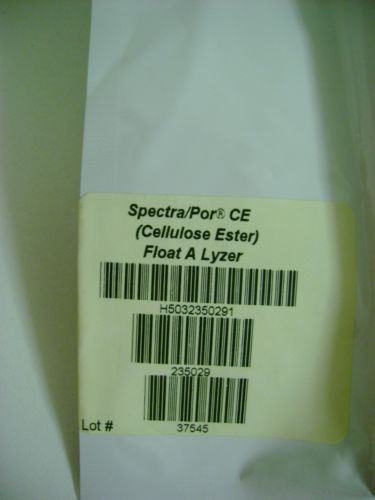 Spectra/Por® CE
(Cellulose Ester)
Float A Lyzer
H5032350291
235029
Lot # 37545